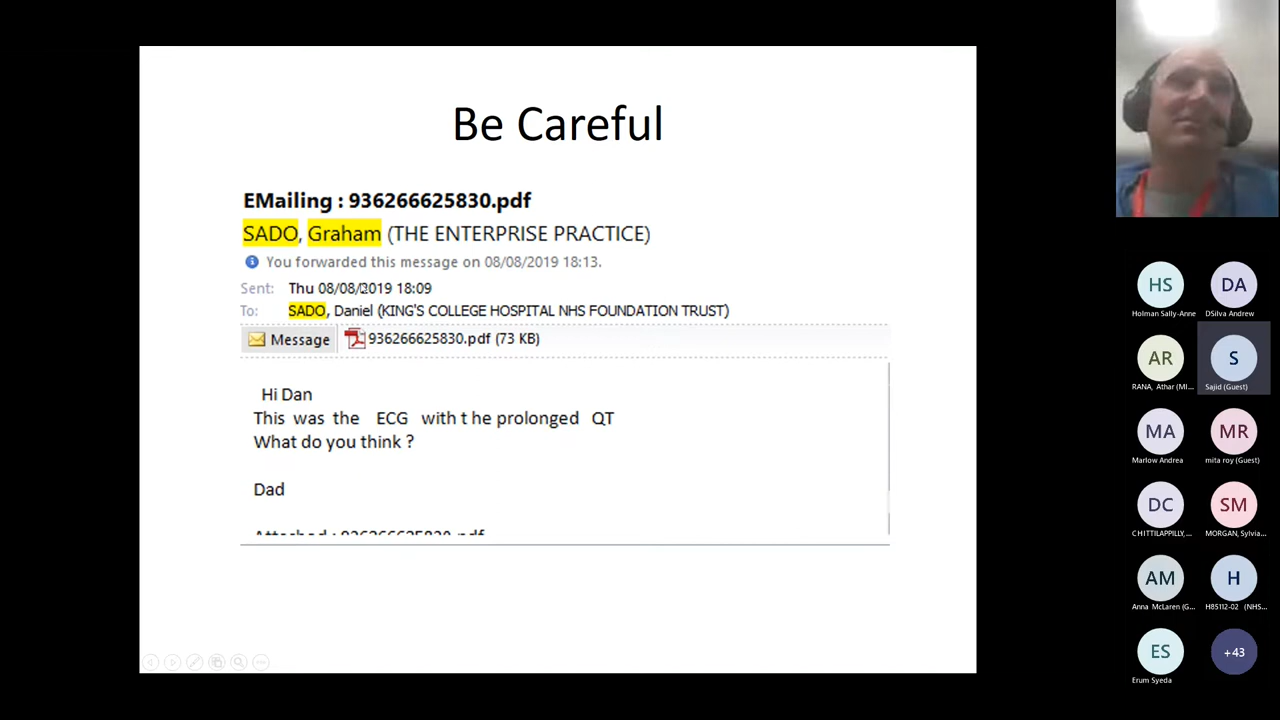 Be Careful
EMailing : 936266625830.pdf
SADO, Graham (THE ENTERPRISE PRACTICE)
You forwarded this message on 08/08/2019 18:13.
Sent: Thu 08/08/2019 18:09
To: SADO, Daniel (KING'S COLLEGE HOSPITAL NHS FOUNDATION TRUST)
Message 936266625830.pdf (73 KB)
Hi Dan
This was the ECG with t he prolonged QT
What do you think ?
Dad
Attached : 936266625830.pdf
HS DA
Holman Sally-Anne DSilva Andrew
AR S
RANA, Athar (MI... Sajid (Guest)
MA MR
Marlow Andrea mita roy (Guest)
DC SM
CHITTILAPPILLY,... MORGAN, Sylvia...
AM H
Anna McLaren (G... H85112-02 (NHS...
ES +43
Erum Syeda